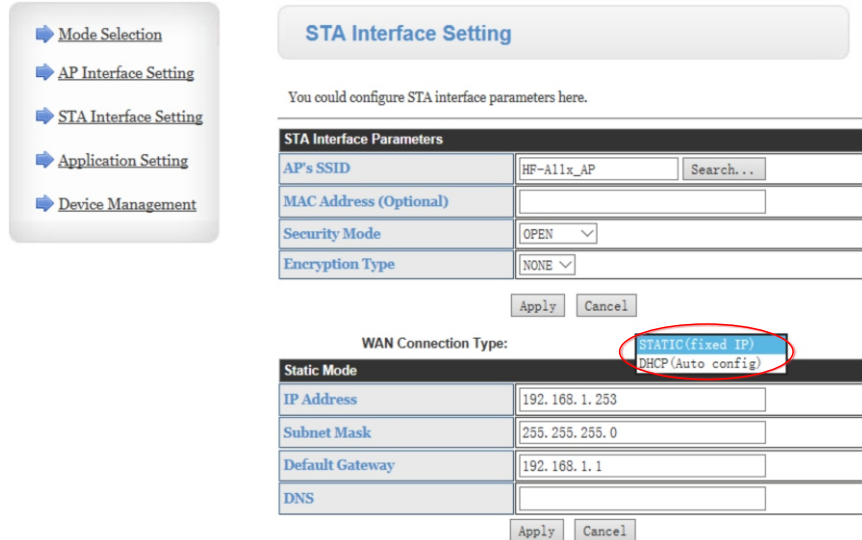 Mode Selection
AP Interface Setting
STA Interface Setting
Application Setting
Device Management
STA Interface Setting
You could configure STA interface parameters here.
STA Interface Parameters
AP's SSID HF-A11x_AP Search...
MAC Address (Optional)
Security Mode OPEN
Encryption Type NONE
Apply Cancel
WAN Connection Type: STATIC(fixed IP)
DHCP(Auto config)
Static Mode
IP Address 192.168.1.253
Subnet Mask 255.255.255.0
Default Gateway 192.168.1.1
DNS
Apply Cancel